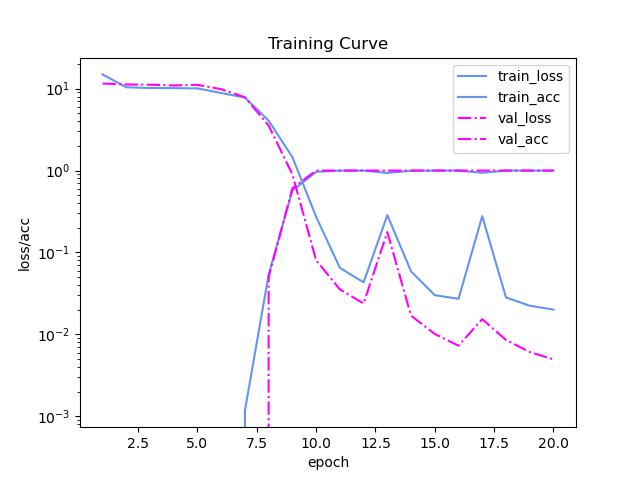 Training Curve
train_loss
train_acc
val_loss
val_acc
10¹
10⁰
10⁻¹
10⁻²
10⁻³
loss/acc
2.5 5.0 7.5 10.0 12.5 15.0 17.5 20.0
epoch